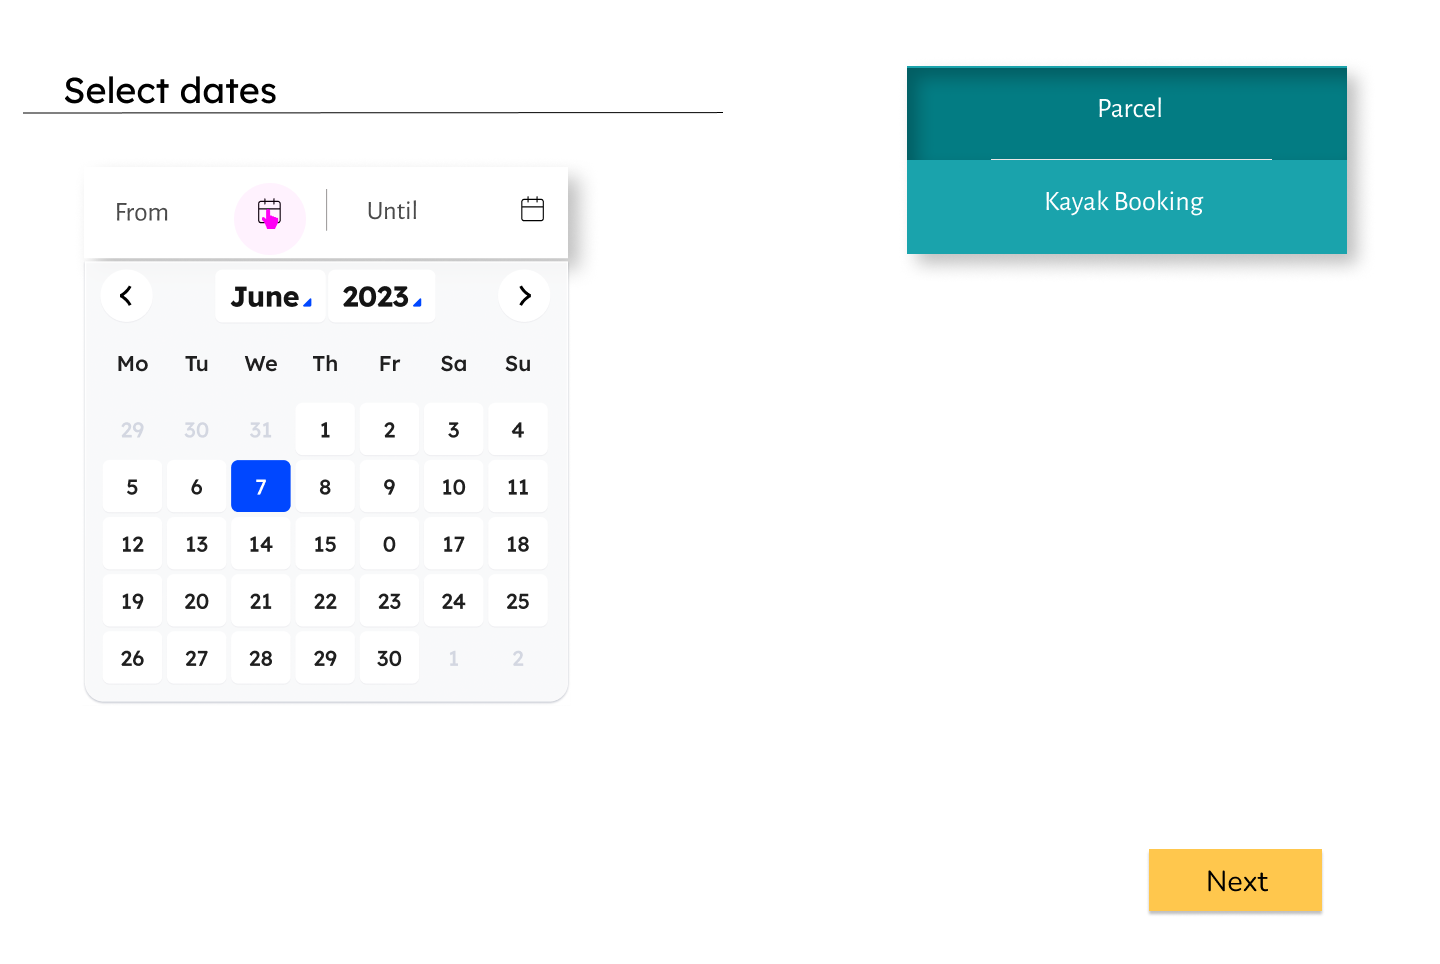 Select dates
From Until
June 2023
Mo Tu We Th Fr Sa Su
29 30 31 1 2 3 4
5 6 7 8 9 10 11
12 13 14 15 0 17 18
19 20 21 22 23 24 25
26 27 28 29 30 1 2
Parcel
Kayak Booking
Next